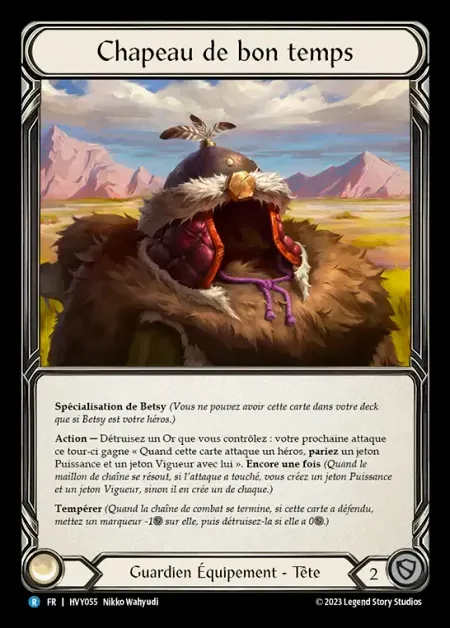 Chapeau de bon temps
Spécialisation de Betsy (Vous ne pouvez avoir cette carte dans votre deck
que si Betsy est votre héros.)
Action — Détruisez un Or que vous contrôlez : votre prochaine attaque
ce tour-ci gagne « Quand cette carte attaque un héros, pariez un jeton
Puissance et un jeton Vigueur avec lui ». Encore une fois (Quand le
maillon de chaîne se résout, si l'attaque a touché, vous créez un jeton Puissance
et un jeton Vigueur, sinon il en crée un de chaque.)
Tempérer (Quand la chaîne de combat se termine, si cette carte a défendu,
mettez un marqueur -1 sur elle, puis détruisez-la si elle a 0.)
Guardien Équipement - Tête
2
R FR | HVY055 Nikko Wahyudi
© 2023 Legend Story Studios